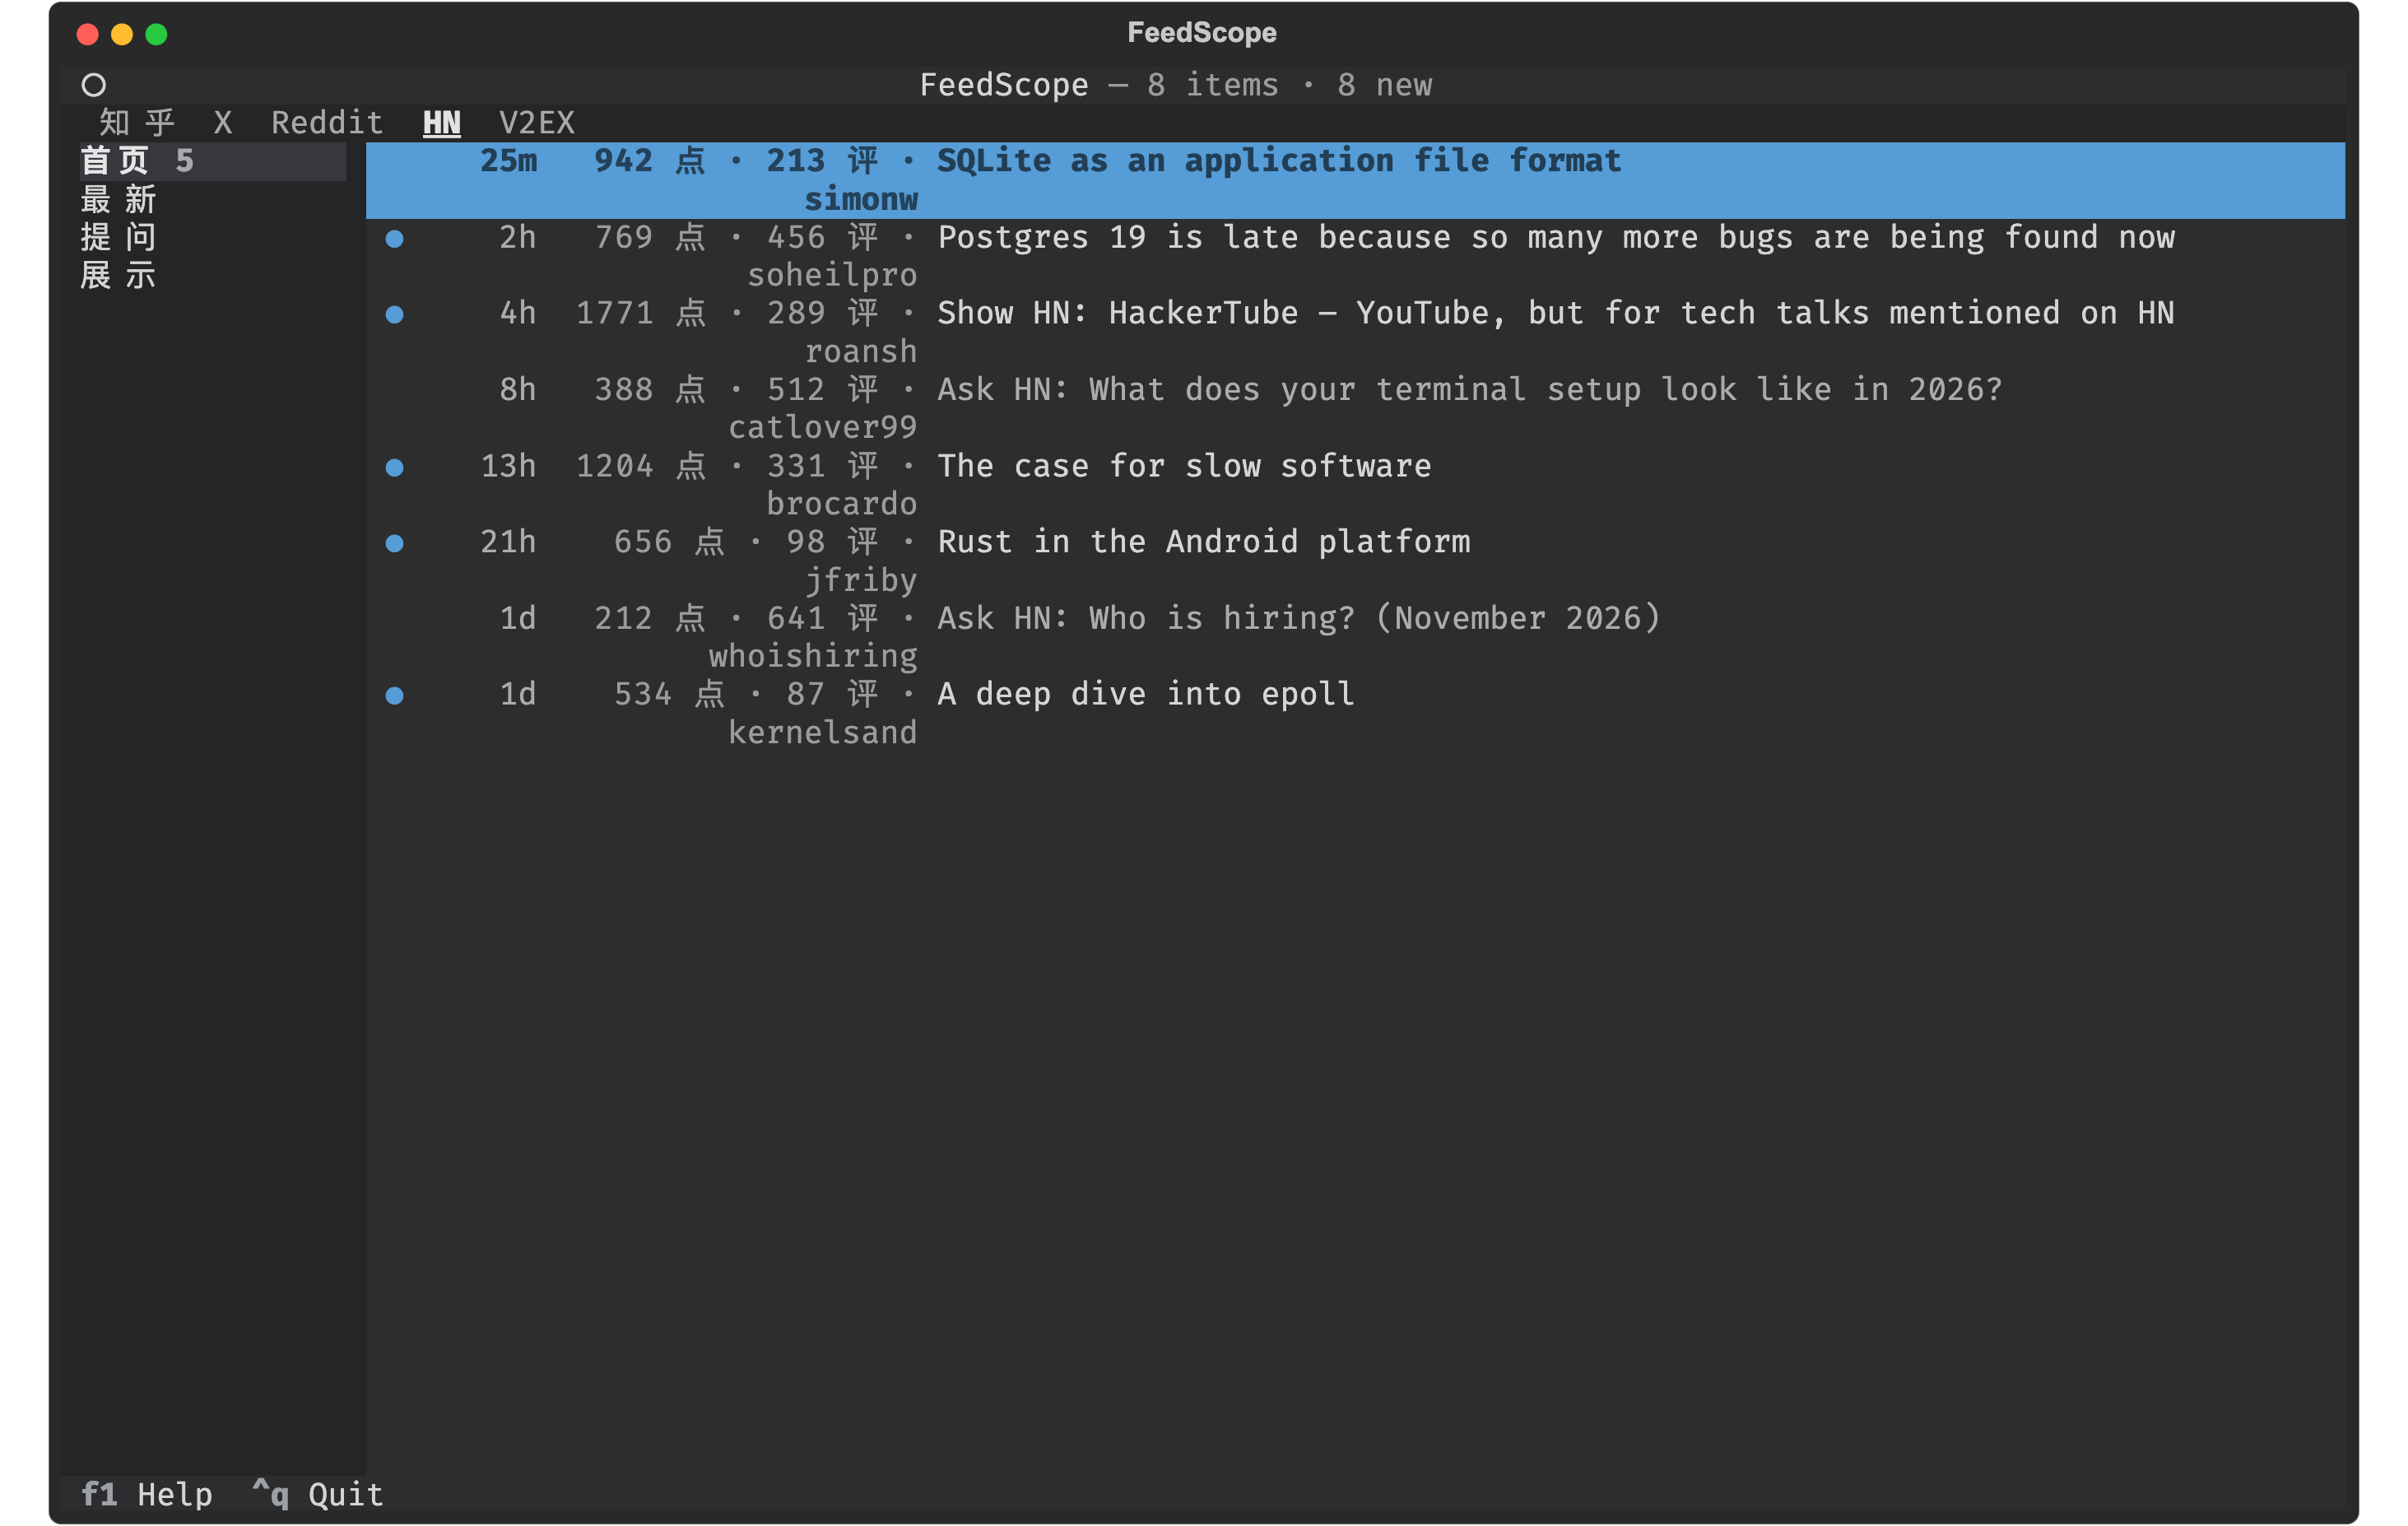 FeedScope
FeedScope — 8 items · 8 new
知乎 X Reddit HN V2EX
首页 5
最新
提问
展示
25m 942 点 · 213 评 · SQLite as an application file format
simonw
● 2h 769 点 · 456 评 · Postgres 19 is late because so many more bugs are being found now
soheilpro
● 4h 1771 点 · 289 评 · Show HN: HackerTube – YouTube, but for tech talks mentioned on HN
roansh
8h 388 点 · 512 评 · Ask HN: What does your terminal setup look like in 2026?
catlover99
● 13h 1204 点 · 331 评 · The case for slow software
brocardo
● 21h 656 点 · 98 评 · Rust in the Android platform
jfriby
1d 212 点 · 641 评 · Ask HN: Who is hiring? (November 2026)
whoishiring
● 1d 534 点 · 87 评 · A deep dive into epoll
kernelsand
f1 Help ^q Quit